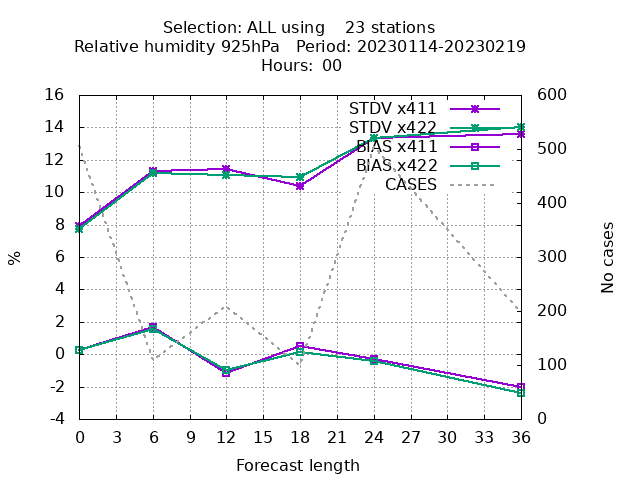 Selection: ALL using    23 stations
Relative humidity 925hPa   Period: 20230114-20230219
Hours: 00
STDV x411
STDV x422
BIAS x411
BIAS x422
CASES
16
14
12
10
8
6
4
2
0
-2
-4
%
600
500
400
300
200
100
0
No cases
0 3 6 9 12 15 18 21 24 27 30 33 36
Forecast length